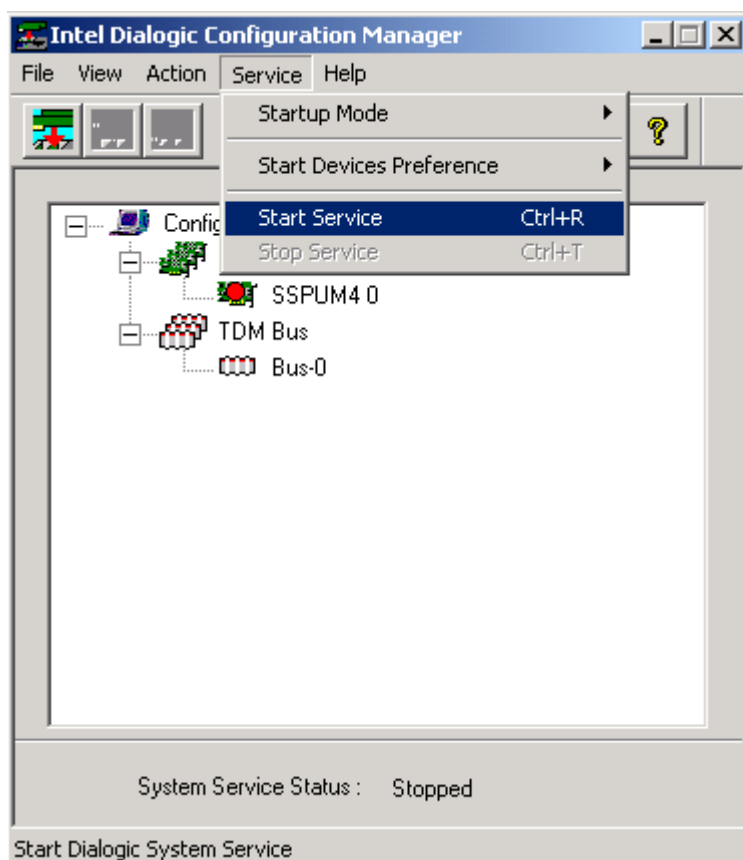 Intel Dialogic Configuration Manager
File View Action Service Help
Startup Mode
Start Devices Preference
Start Service Ctrl+R
Stop Service Ctrl+T
Config
SSPUM4 0
TDM Bus
Bus-0
System Service Status : Stopped
Start Dialogic System Service